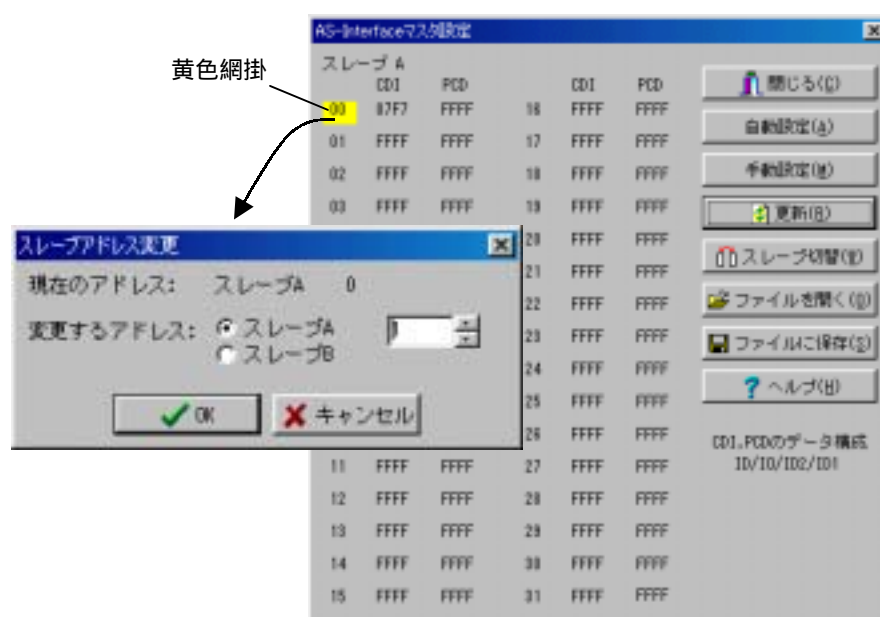 黄色網掛
AS-Interfaceマスタ設定
スレーブ A
CDI PCD CDI PCD
00 07F7 FFFF 16 FFFF FFFF
01 FFFF FFFF 17 FFFF FFFF
02 FFFF FFFF 18 FFFF FFFF
03 FFFF FFFF 19 FFFF FFFF
20 FFFF FFFF
21 FFFF FFFF
22 FFFF FFFF
23 FFFF FFFF
24 FFFF FFFF
25 FFFF FFFF
26 FFFF FFFF
11 FFFF FFFF 27 FFFF FFFF
12 FFFF FFFF 28 FFFF FFFF
13 FFFF FFFF 29 FFFF FFFF
14 FFFF FFFF 30 FFFF FFFF
15 FFFF FFFF 31 FFFF FFFF
閉じる(C)
自動設定(A)
手動設定(M)
更新(R)
スレーブ切替(W)
ファイルを開く(O)
ファイルに保存(S)
ヘルプ(H)
CDI,PCDのデータ構成
ID/IO/ID2/ID1
スレーブアドレス変更
現在のアドレス: スレーブA 0
変更するアドレス: スレーブA
スレーブB
OK
キャンセル